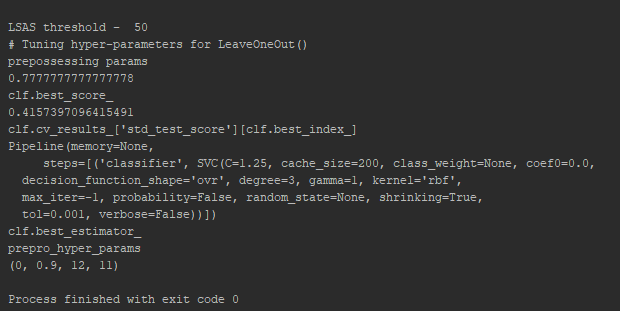 LSAS threshold -  50
# Tuning hyper-parameters for LeaveOneOut()
prepossessing params
0.7777777777777778
clf.best_score_
0.4157397096415491
clf.cv_results_['std_test_score'][clf.best_index_]
Pipeline(memory=None,
     steps=[('classifier', SVC(C=1.25, cache_size=200, class_weight=None, coef0=0.0,
  decision_function_shape='ovr', degree=3, gamma=1, kernel='rbf',
  max_iter=-1, probability=False, random_state=None, shrinking=True,
  tol=0.001, verbose=False))])
clf.best_estimator_
prepro_hyper_params
(0, 0.9, 12, 11)
Process finished with exit code 0